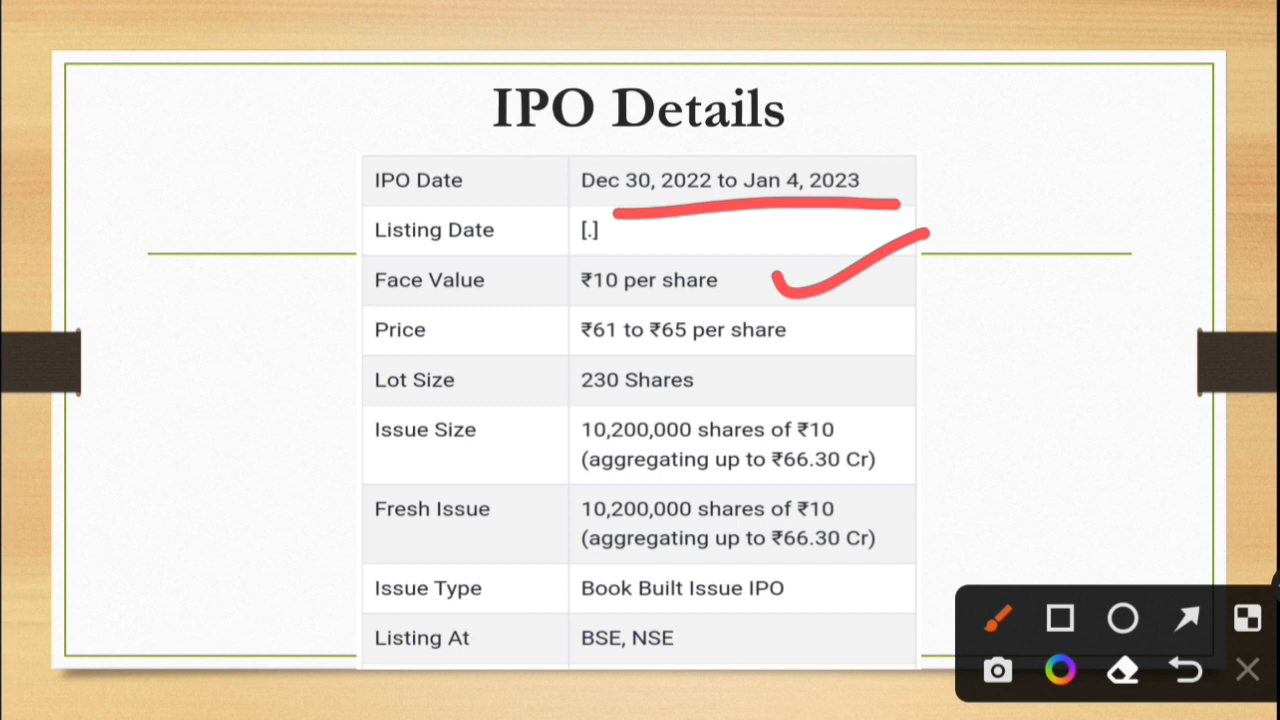 IPO Details
IPO Date Dec 30, 2022 to Jan 4, 2023
Listing Date [.]
Face Value ₹10 per share
Price ₹61 to ₹65 per share
Lot Size 230 Shares
Issue Size 10,200,000 shares of ₹10
(aggregating up to ₹66.30 Cr)
Fresh Issue 10,200,000 shares of ₹10
(aggregating up to ₹66.30 Cr)
Issue Type Book Built Issue IPO
Listing At BSE, NSE